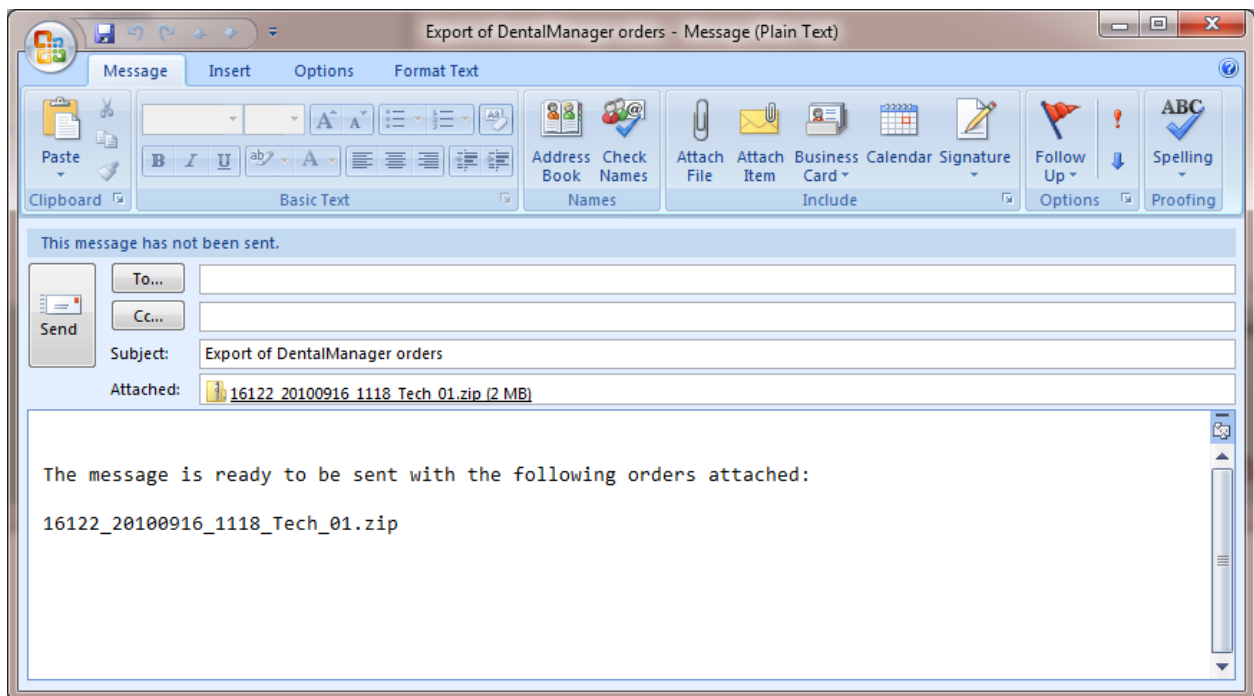 Export of DentalManager orders - Message (Plain Text)
Message Insert Options Format Text
Paste
B I U ab A
Aa
Address Book
Check Names
Attach File
Attach Item
Business Card
Calendar
Signature
Follow Up
ABC
Spelling
Clipboard Basic Text Names Include Options Proofing
This message has not been sent.
Send
To...
Cc...
Subject: Export of DentalManager orders
Attached: 16122_20100916_1118_Tech_01.zip (2 MB)
The message is ready to be sent with the following orders attached:
16122_20100916_1118_Tech_01.zip